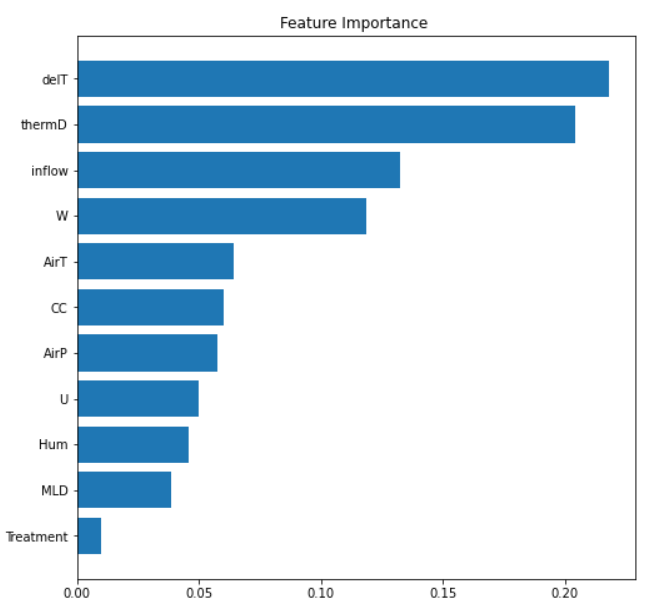 Feature Importance
delT
thermD
inflow
W
AirT
CC
AirP
U
Hum
MLD
Treatment
0.00 0.05 0.10 0.15 0.20